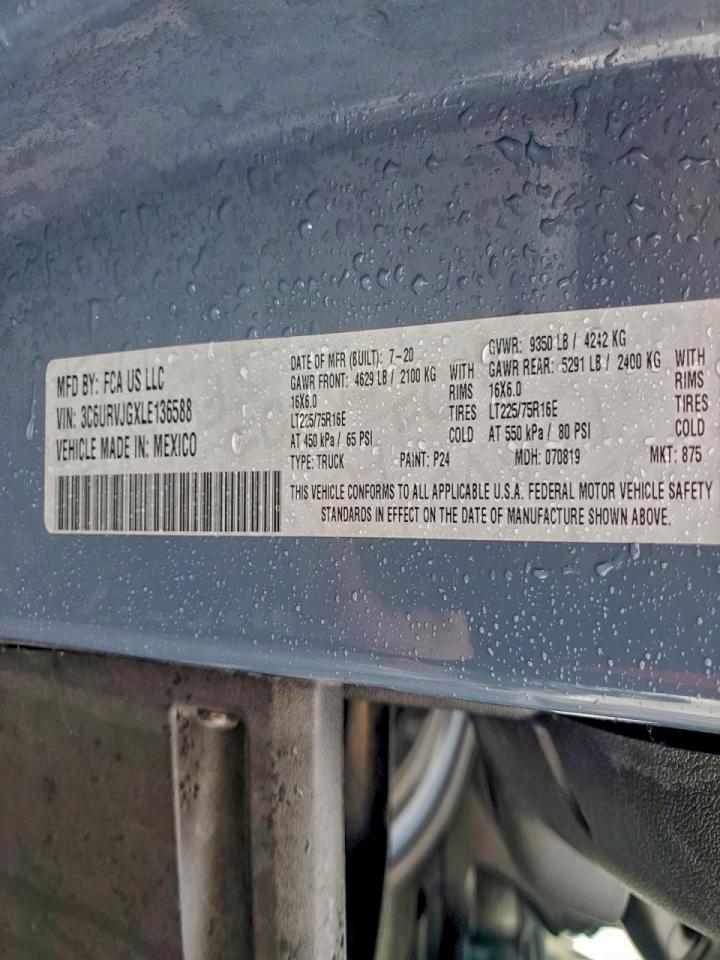 MFD BY: FCA US LLC
VIN: 3C6URVJGXLE136588
VEHICLE MADE IN: MEXICO
DATE OF MFR (BUILT): 7-20
GAWR FRONT: 4629 LB / 2100 KG WITH
16X6.0 RIMS
LT225/75R16E TIRES
AT 450 kPa / 65 PSI COLD
GVWR: 9350 LB / 4242 KG
GAWR REAR: 5291 LB / 2400 KG WITH
16X6.0 RIMS
LT225/75R16E TIRES
AT 550 kPa / 80 PSI COLD
TYPE: TRUCK PAINT: P24 MDH: 070819 MKT: 875
THIS VEHICLE CONFORMS TO ALL APPLICABLE U.S.A. FEDERAL MOTOR VEHICLE SAFETY
STANDARDS IN EFFECT ON THE DATE OF MANUFACTURE SHOWN ABOVE.